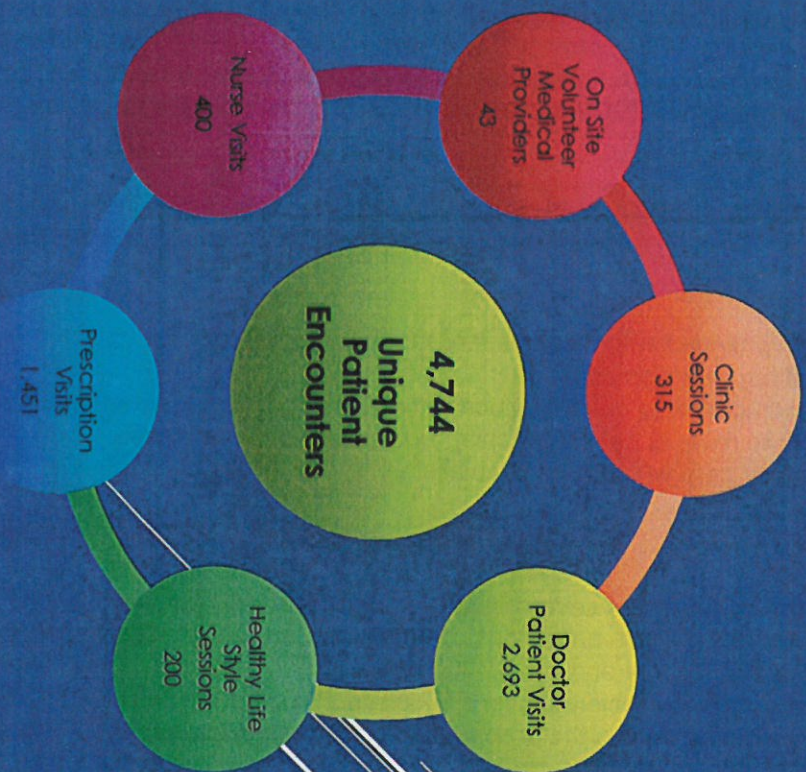 Clinic
Sessions
315
Doctor
Patient Visits
2,693
Healthy Life
Style
Sessions
200
Prescription
Visits
1,451
Nurse Visits
400
On Site
Volunteer
Medical
Providers
43
4,744
Unique
Patient
Encounters